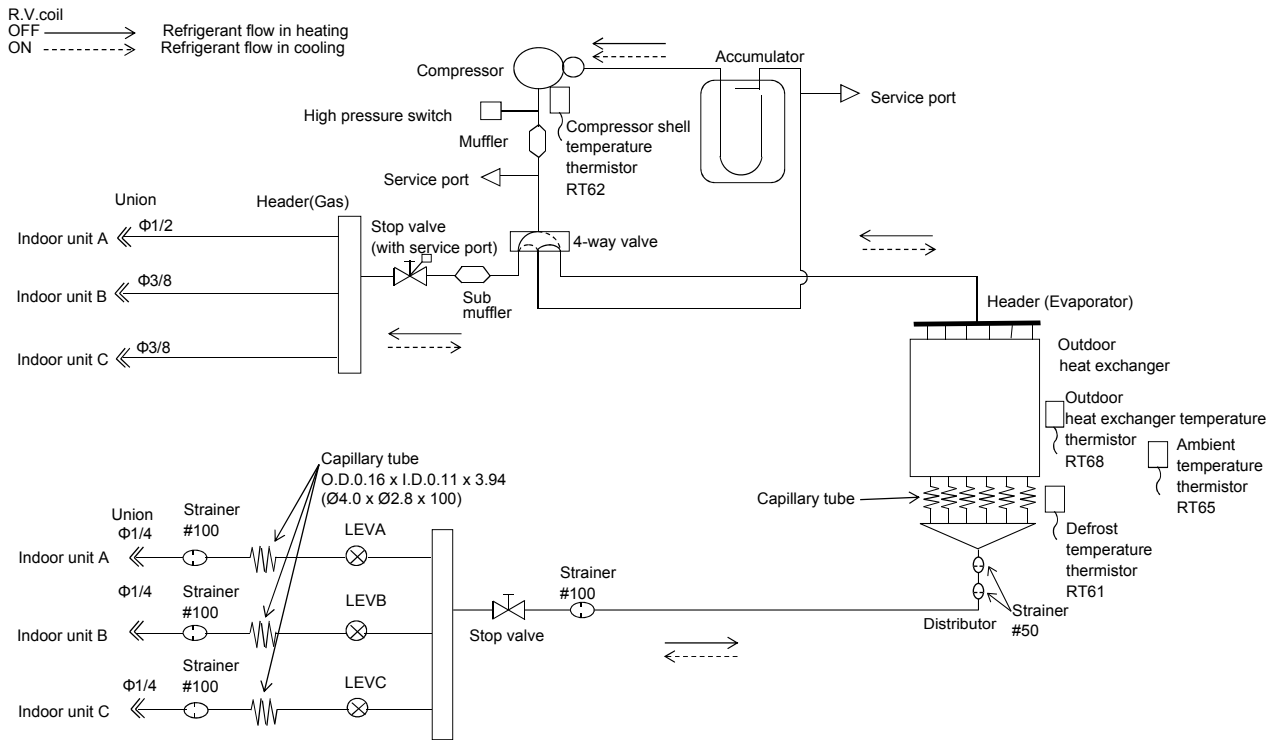 R.V.coil
OFF Refrigerant flow in heating
ON Refrigerant flow in cooling
Compressor
Accumulator
Service port
High pressure switch
Muffler
Compressor shell
temperature
thermistor
RT62
Service port
Union
Header(Gas)
Stop valve
(with service port)
4-way valve
Indoor unit A
Φ1/2
Indoor unit B
Φ3/8
Indoor unit C
Φ3/8
Sub
muffler
Header (Evaporator)
Outdoor
heat exchanger
Outdoor
heat exchanger temperature
thermistor
RT68
Ambient
temperature
thermistor
RT65
Capillary tube
Defrost
temperature
thermistor
RT61
Strainer
#50
Distributor
Capillary tube
O.D.0.16 x I.D.0.11 x 3.94
(Ø4.0 x Ø2.8 x 100)
Union
Φ1/4
Strainer
#100
LEVA
Indoor unit A
Φ1/4
Strainer
#100
LEVB
Indoor unit B
Φ1/4
Strainer
#100
LEVC
Indoor unit C
Stop valve
Strainer
#100